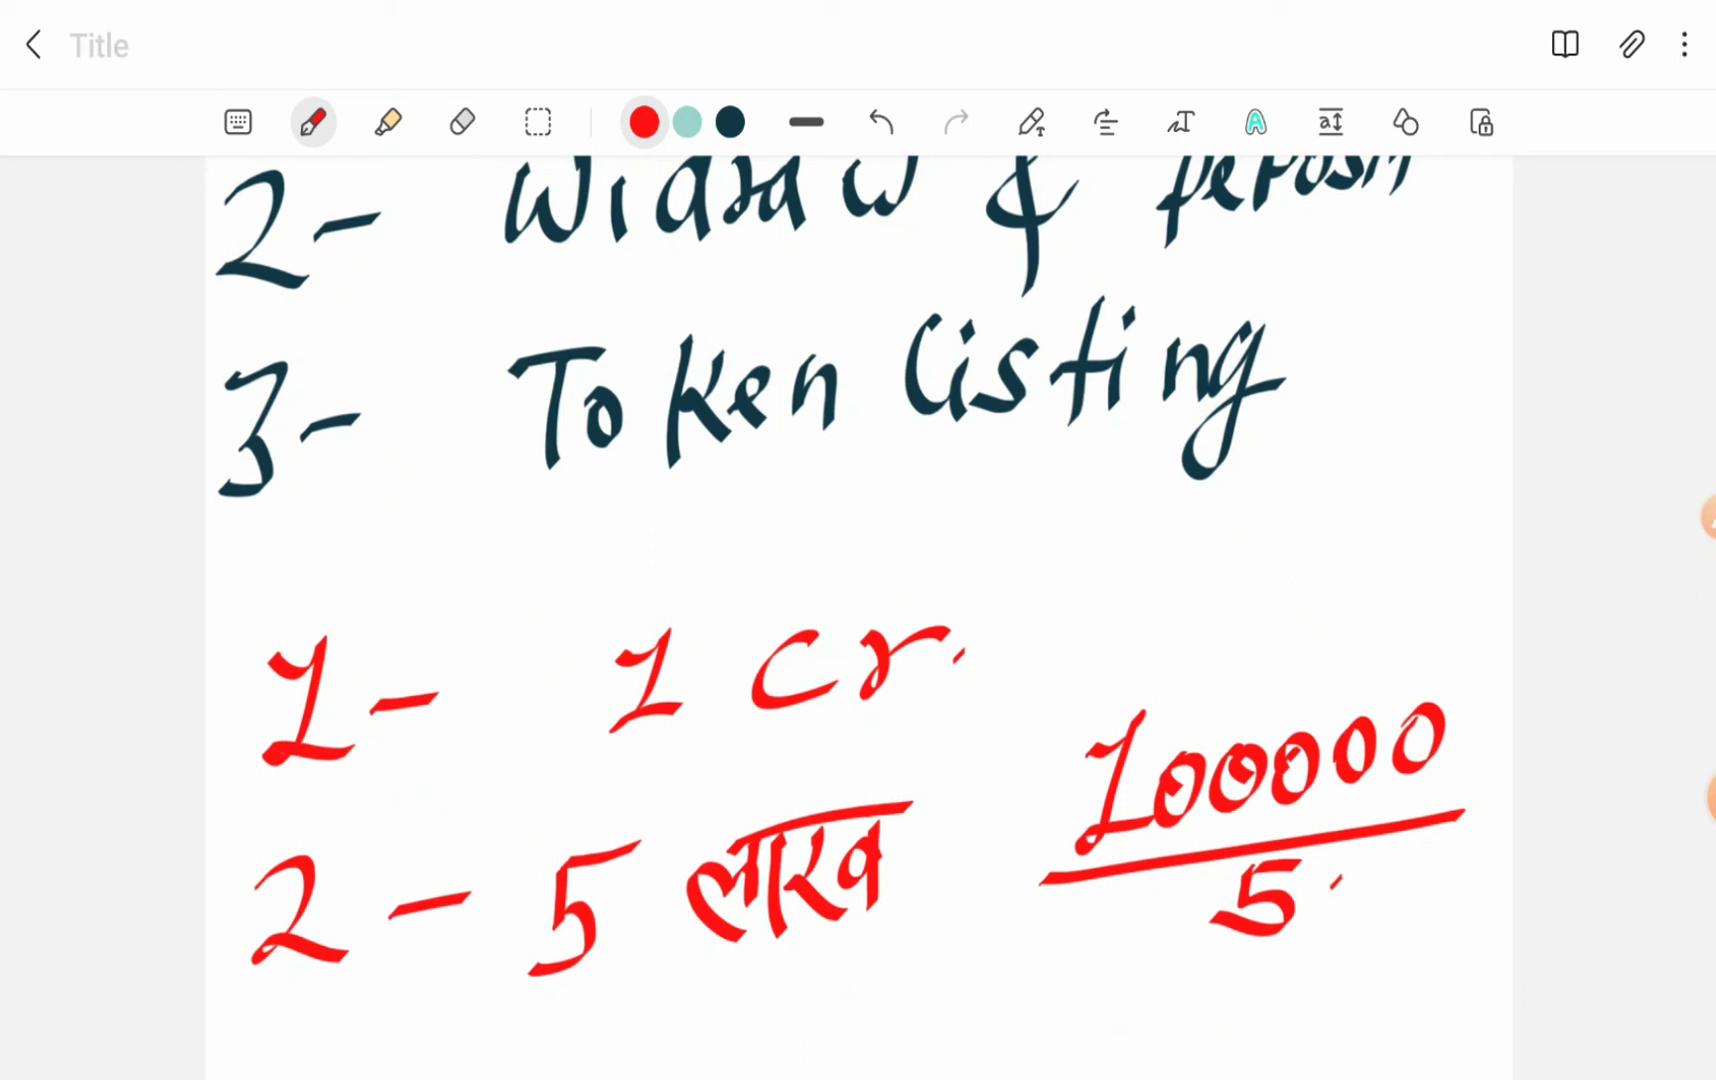 Title
2- Widraw & Deposit
3- Token Listing
1- 1 Cr.
2- 5 लाख 100000
5